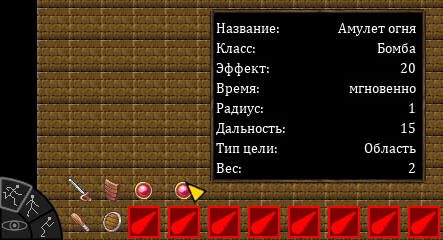 Название: Амулет огня
Класс: Бомба
Эффект: 20
Время: мгновенно
Радиус: 1
Дальность: 15
Тип цели: Область
Вес: 2